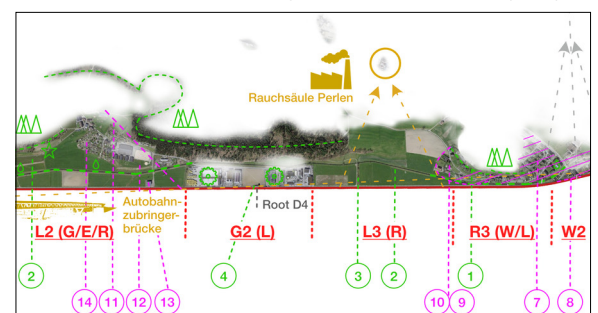 Rauchsäule Perlen
Autobahn-
zubringer-
brücke
Root D4
L2 (G/E/R)
G2 (L)
L3 (R)
R3 (W/L)
W2
2
14
11
12
13
4
3
2
1
10
9
7
8